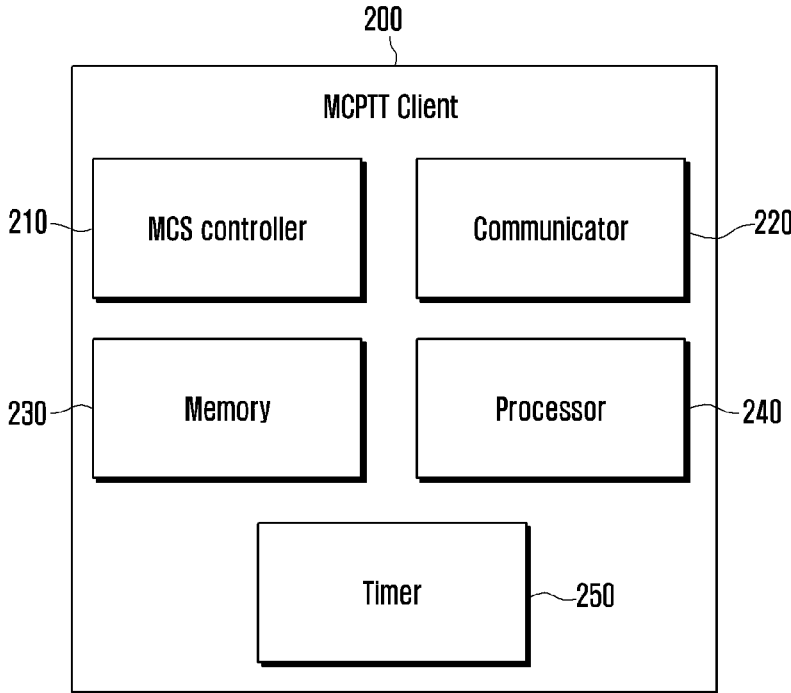 200
MCPTT Client
210
MCS controller
Communicator
220
230
Memory
Processor
240
Timer
250